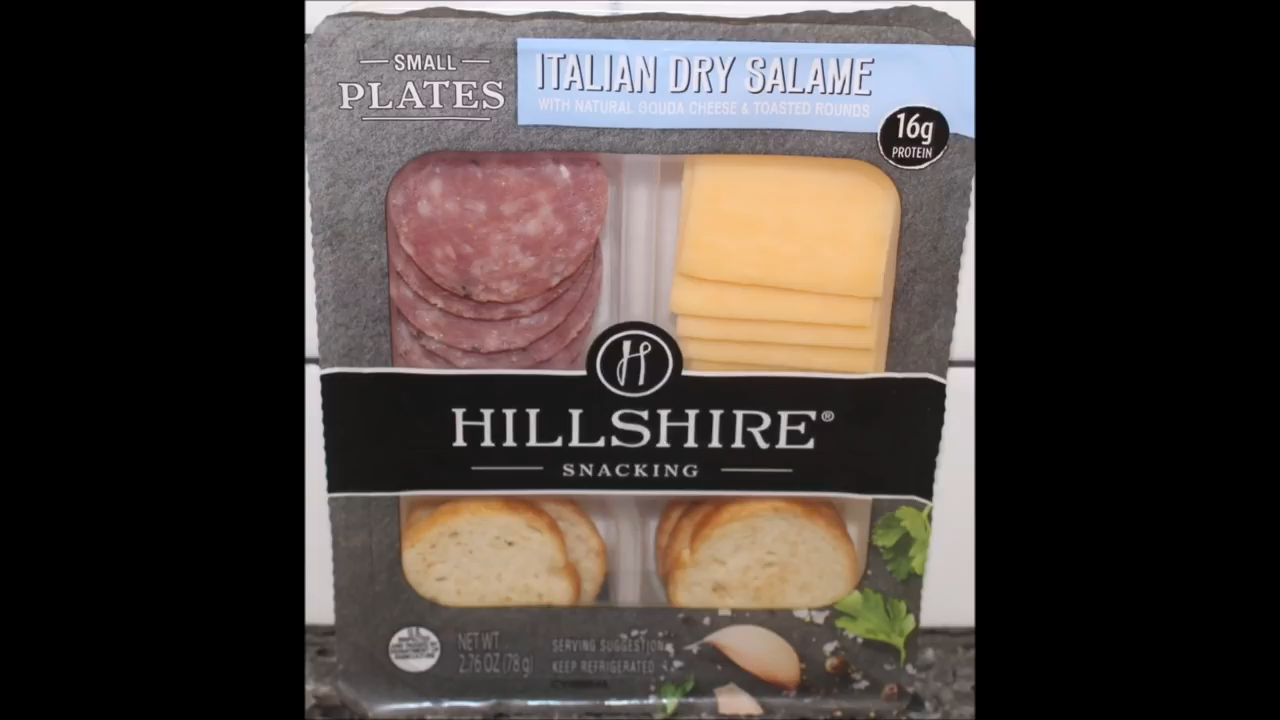 SMALL
PLATES
ITALIAN DRY SALAME
WITH NATURAL GOUDA CHEESE & TOASTED ROUNDS
16g
PROTEIN
H
HILLSHIRE®
SNACKING
NET WT
2.76 OZ (78g)
SERVING SUGGESTION
KEEP REFRIGERATED